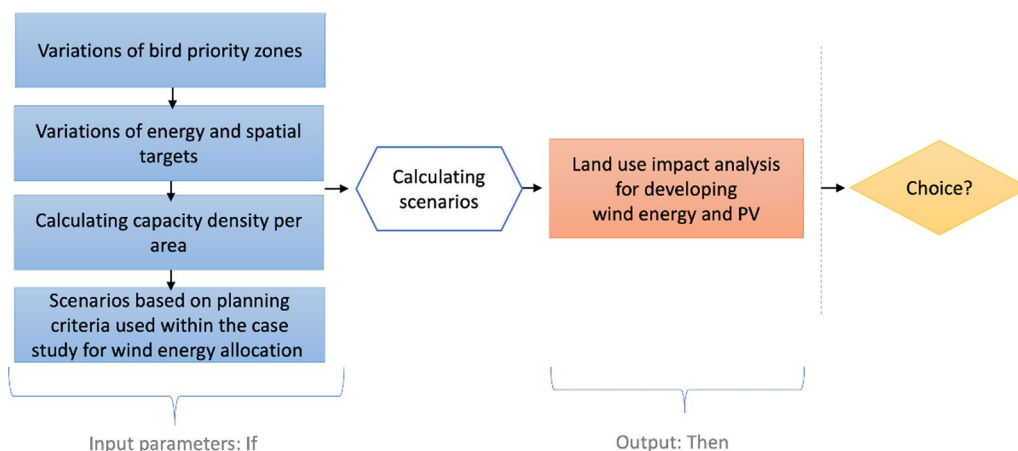 Variations of bird priority zones
Variations of energy and spatial
targets
Calculating capacity density per
area
Scenarios based on planning
criteria used within the case
study for wind energy allocation
Input parameters: If
Calculating
scenarios
Land use impact analysis
for developing
wind energy and PV
Output: Then
Choice?